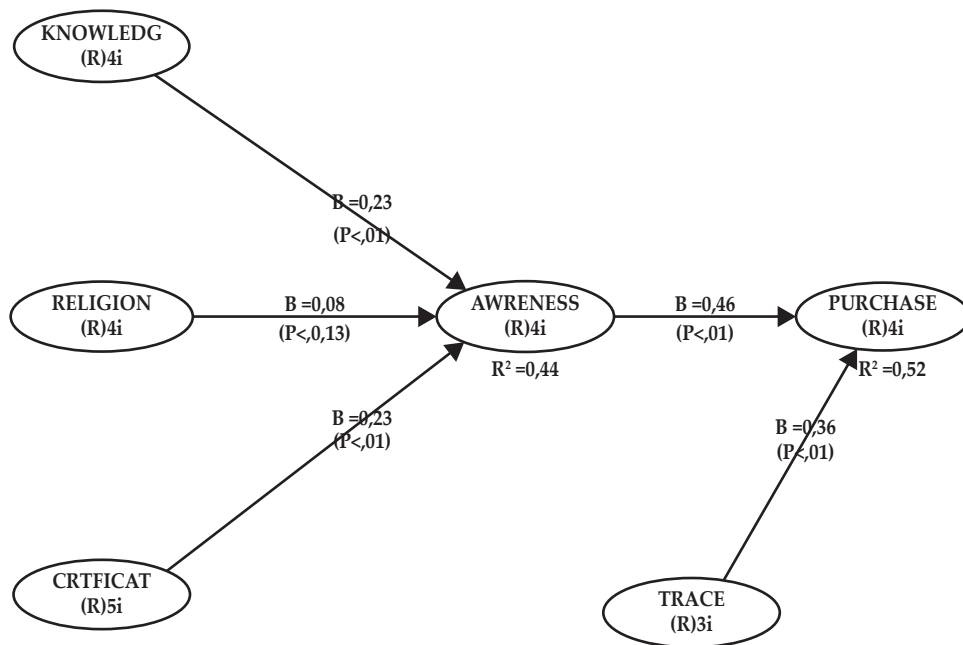 KNOWLEDG
(R)4i
B =0,23
(P<,01)
RELIGION
(R)4i
B =0,08
(P<,0,13)
AWRENESS
(R)4i
R² =0,44
B =0,46
(P<,01)
PURCHASE
(R)4i
R² =0,52
B =0,23
(P<,01)
B =0,36
(P<,01)
CRTFICAT
(R)5i
TRACE
(R)3i